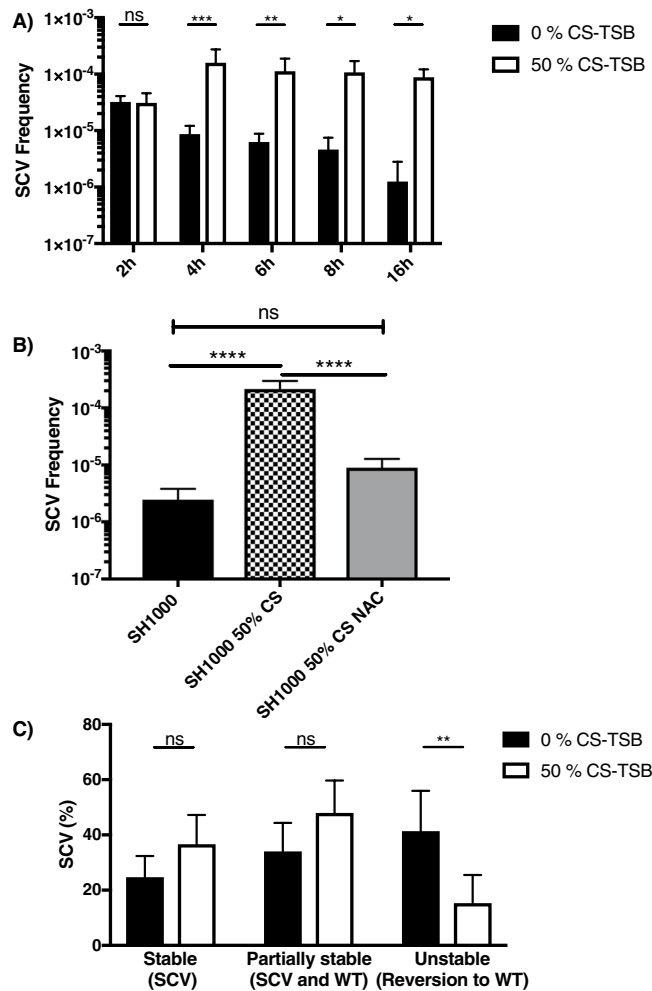 A)
ns *** ** * *
0 % CS-TSB
50 % CS-TSB
SCV Frequency
1×10-3
1×10-4
1×10-5
1×10-6
1×10-7
2h 4h 6h 8h 16h
B)
ns
**** ****
SCV Frequency
10-3
10-4
10-5
10-6
10-7
SH1000
SH1000 50% CS
SH1000 50% CS NAC
C)
ns ns **
0 % CS-TSB
50 % CS-TSB
SCV (%)
80
60
40
20
0
Stable Partially stable Unstable
(SCV) (SCV and WT) (Reversion to WT)